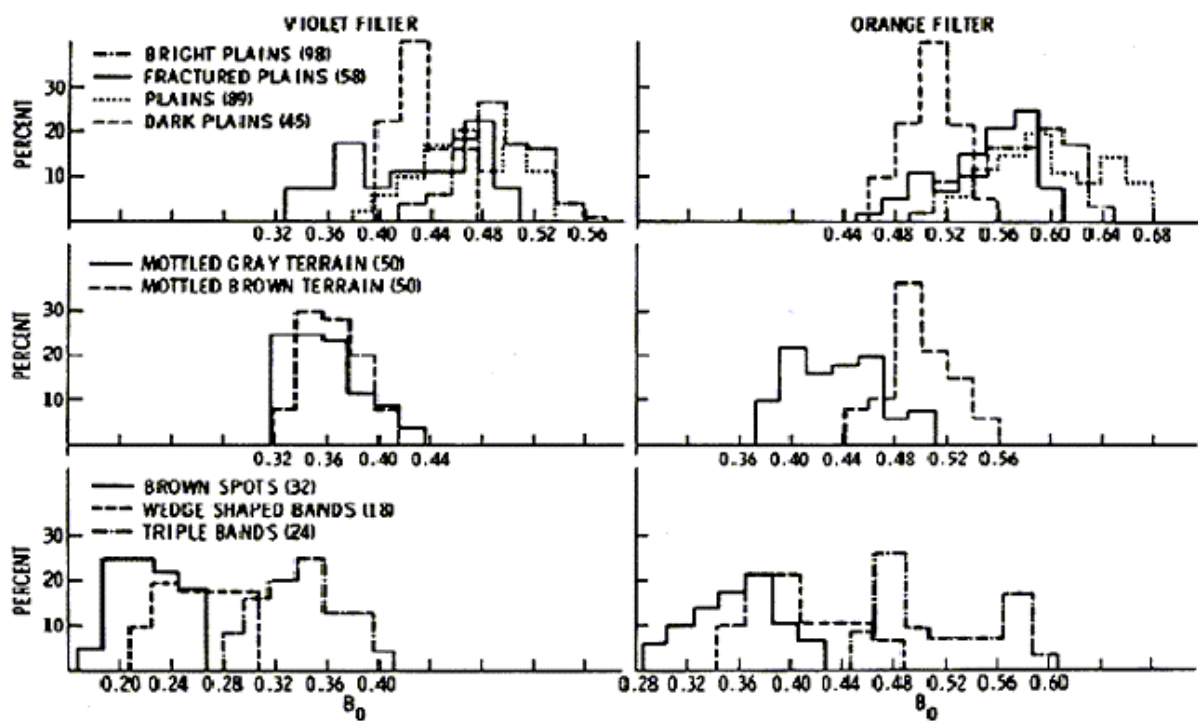 VIOLET FILTER
ORANGE FILTER
BRIGHT PLAINS (98)
FRACTURED PLAINS (58)
PLAINS (89)
DARK PLAINS (45)
PERCENT
30
20
10
0.32 0.36 0.40 0.44 0.48 0.52 0.56
0.44 0.48 0.52 0.56 0.60 0.64 0.68
MOTTLED GRAY TERRAIN (50)
MOTTLED BROWN TERRAIN (50)
PERCENT
30
20
10
0.32 0.36 0.40 0.44
0.36 0.40 0.44 0.48 0.52 0.56
BROWN SPOTS (32)
WEDGE SHAPED BANDS (18)
TRIPLE BANDS (24)
PERCENT
30
20
10
0.20 0.24 0.28 0.32 0.36 0.40
0.28 0.32 0.36 0.40 0.44 0.48 0.52 0.56 0.60
B0
B0